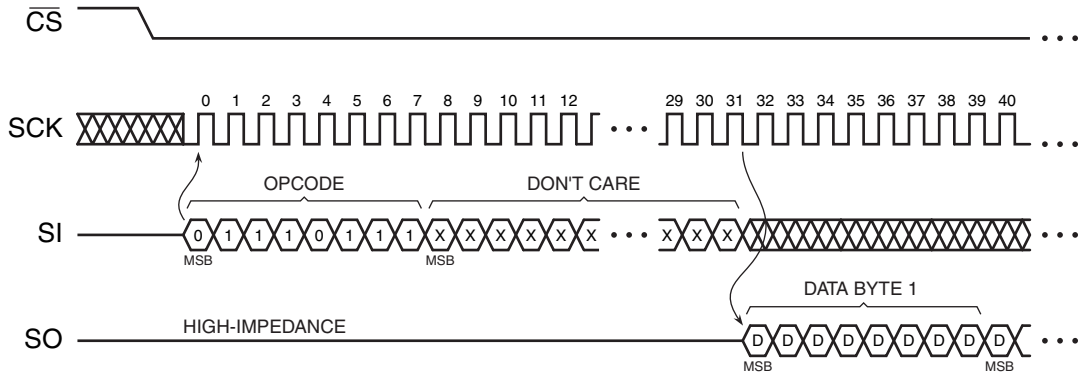 CS
0 1 2 3 4 5 6 7 8 9 10 11 12 29 30 31 32 33 34 35 36 37 38 39 40
SCK
OPCODE DON'T CARE
SI 0 1 1 1 0 1 1 1 X X X X X X X X X
MSB MSB
DATA BYTE 1
HIGH-IMPEDANCE
SO D D D D D D D D D
MSB MSB